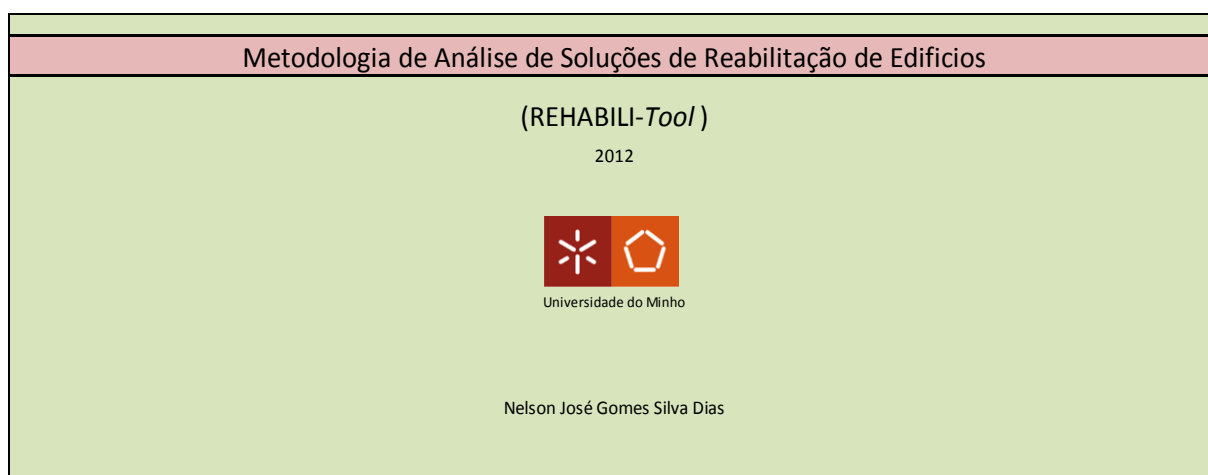 Metodologia de Análise de Soluções de Reabilitação de Edificios
(REHABILI-Tool )
2012
Universidade do Minho
Nelson José Gomes Silva Dias